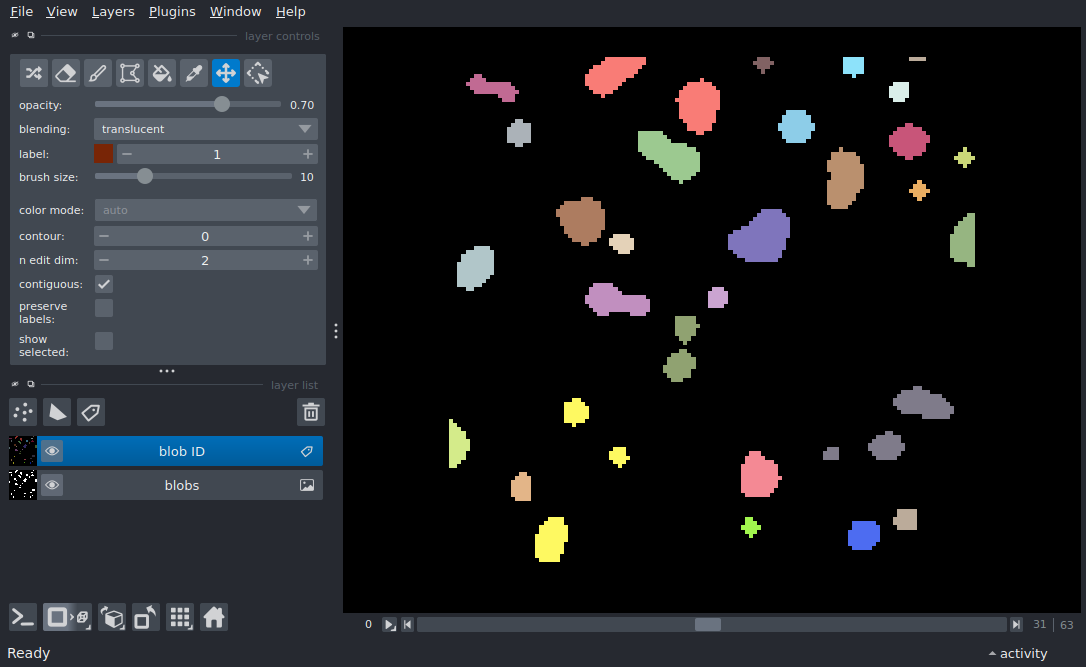 File View Layers Plugins Window Help
layer controls
opacity: 0.70
blending: translucent
label: 1
brush size: 10
color mode: auto
contour: 0
n edit dim: 2
contiguous:
preserve
labels:
show
selected:
layer list
blob ID
blobs
0 31 | 63
Ready activity